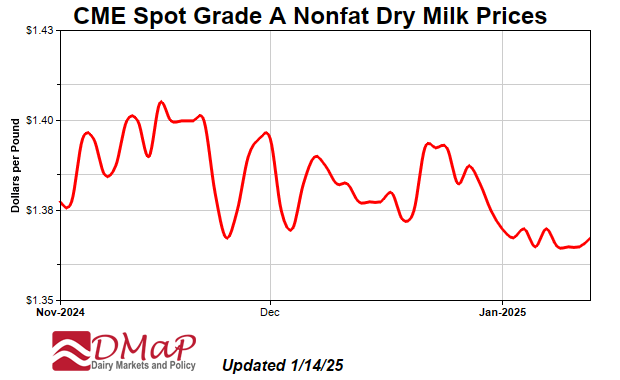 CME Spot Grade A Nonfat Dry Milk Prices
$1.43
$1.40
$1.38
$1.35
Dollars per Pound
Nov-2024
Dec
Jan-2025
DMaP
Dairy Markets and Policy
Updated 1/14/25